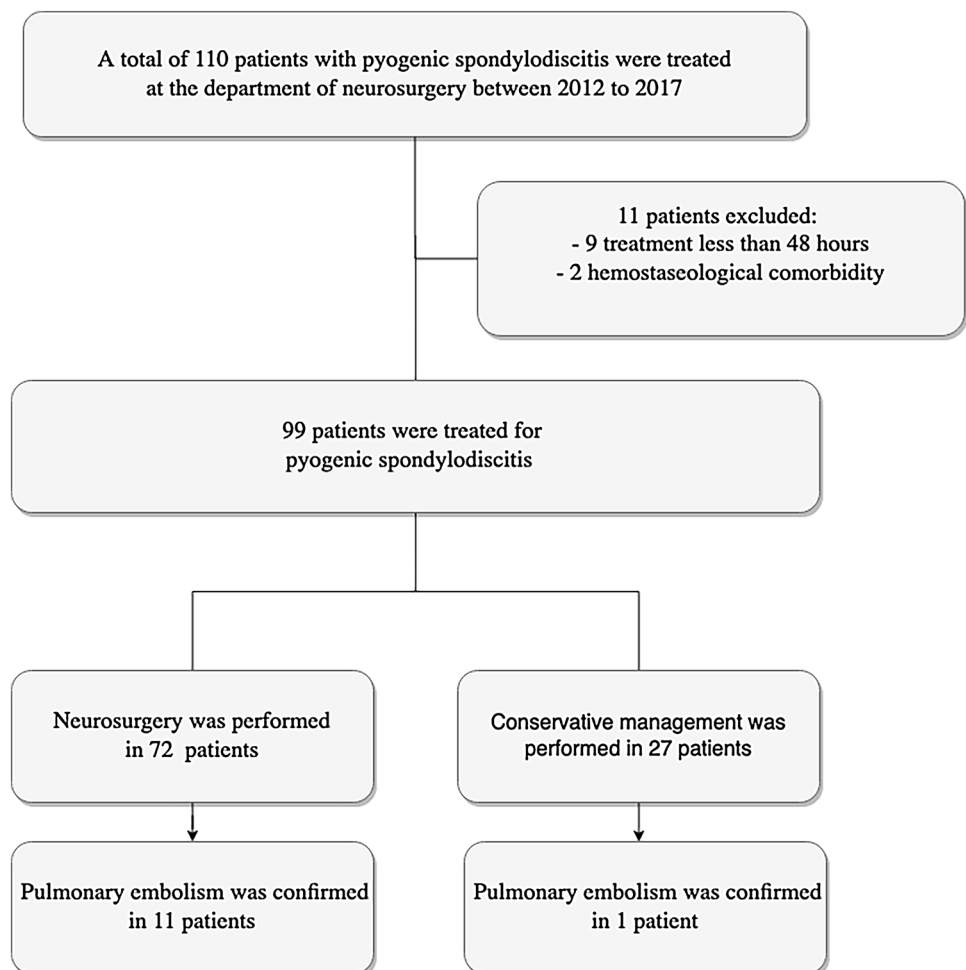 A total of 110 patients with pyogenic spondylodiscitis were treated
at the department of neurosurgery between 2012 to 2017
11 patients excluded:
- 9 treatment less than 48 hours
- 2 hemostaseological comorbidity
99 patients were treated for
pyogenic spondylodiscitis
Neurosurgery was performed
in 72 patients
Conservative management was
performed in 27 patients
Pulmonary embolism was confirmed
in 11 patients
Pulmonary embolism was confirmed
in 1 patient